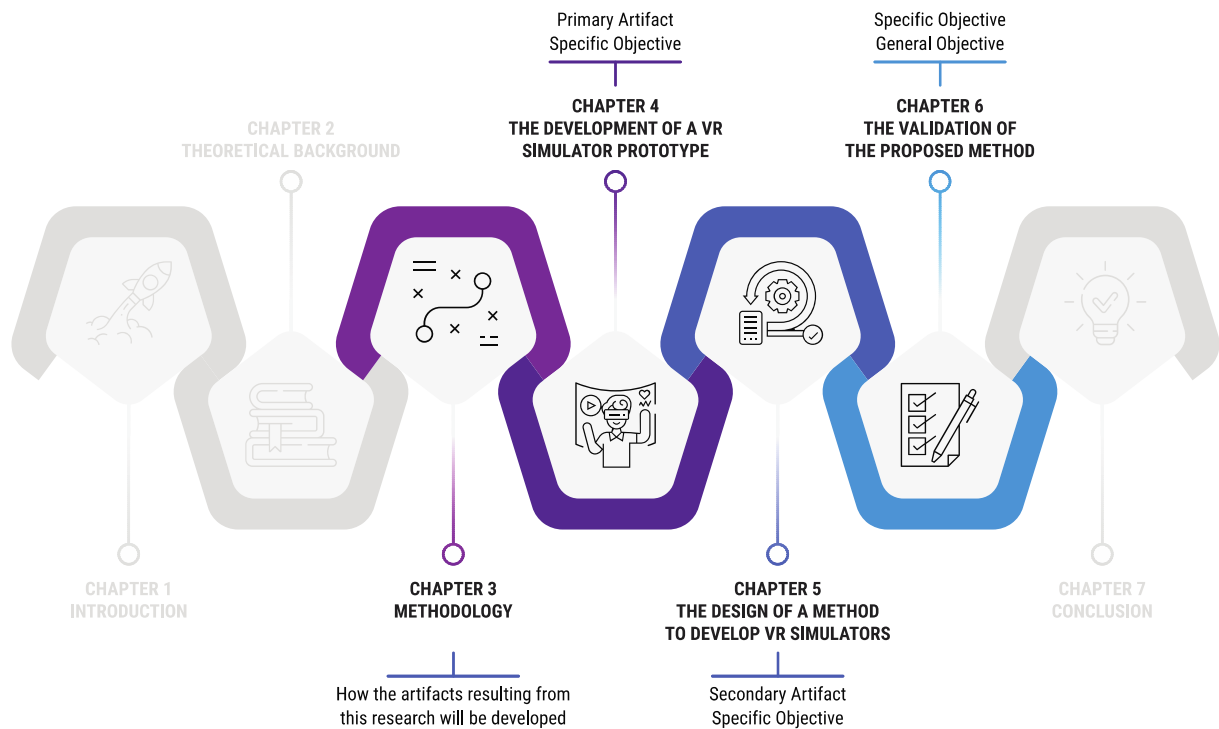 Primary Artifact
Specific Objective
Specific Objective
General Objective
CHAPTER 2
THEORETICAL BACKGROUND
CHAPTER 4
THE DEVELOPMENT OF A VR
SIMULATOR PROTOTYPE
CHAPTER 6
THE VALIDATION OF
THE PROPOSED METHOD
CHAPTER 1
INTRODUCTION
CHAPTER 3
METHODOLOGY
How the artifacts resulting from
this research will be developed
CHAPTER 5
THE DESIGN OF A METHOD
TO DEVELOP VR SIMULATORS
Secondary Artifact
Specific Objective
CHAPTER 7
CONCLUSION